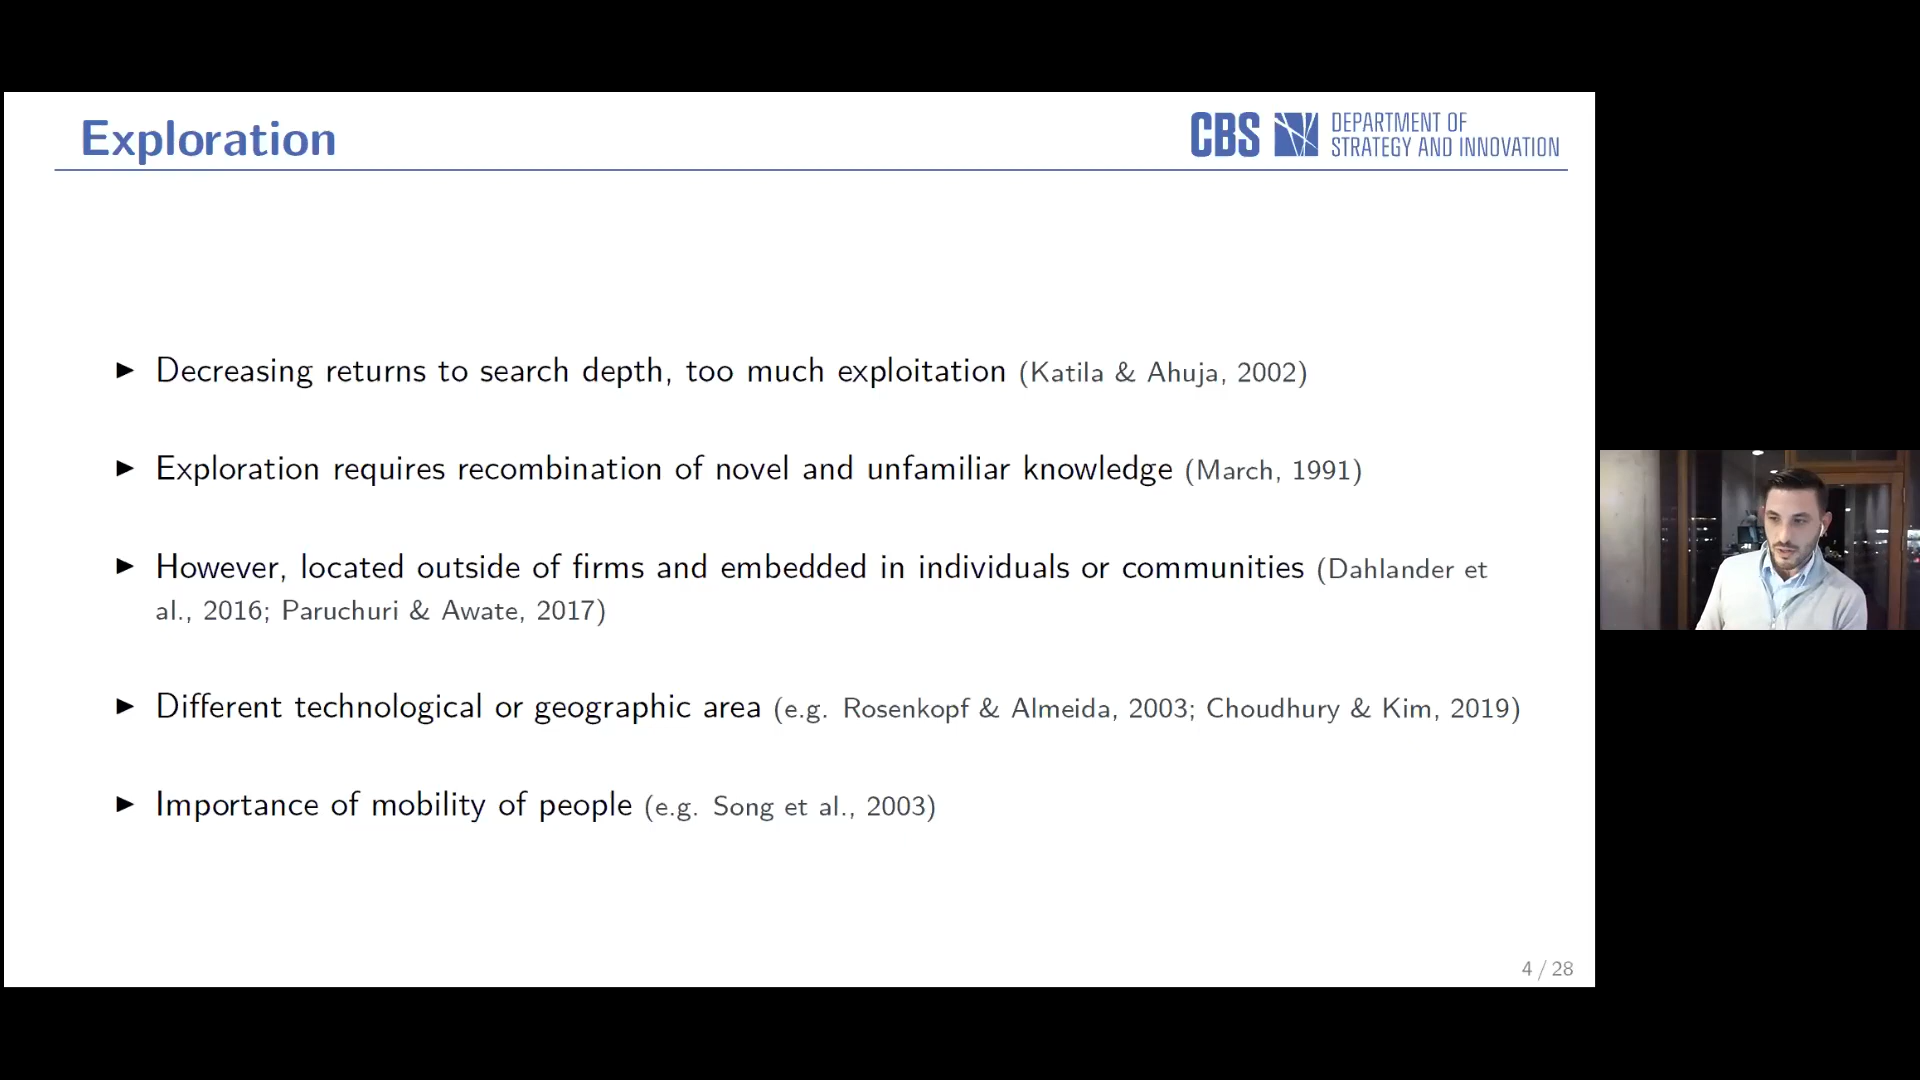 Exploration
CBS DEPARTMENT OF
STRATEGY AND INNOVATION
▶ Decreasing returns to search depth, too much exploitation (Katila & Ahuja, 2002)
▶ Exploration requires recombination of novel and unfamiliar knowledge (March, 1991)
▶ However, located outside of firms and embedded in individuals or communities (Dahlander et
al., 2016; Paruchuri & Awate, 2017)
▶ Different technological or geographic area (e.g. Rosenkopf & Almeida, 2003; Choudhury & Kim, 2019)
▶ Importance of mobility of people (e.g. Song et al., 2003)
4 / 28